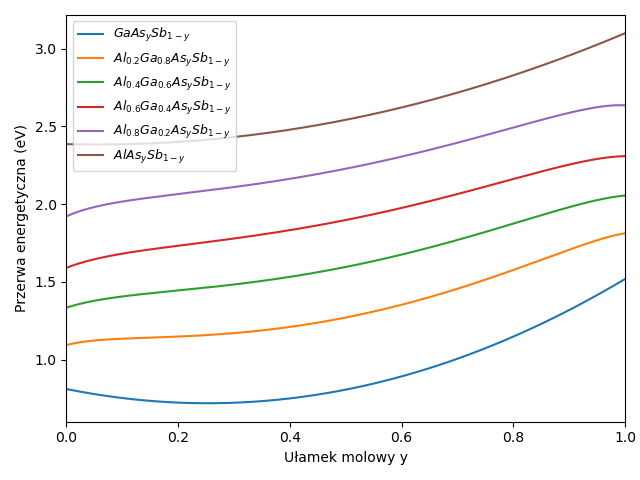 GaAs_ySb_{1-y}
Al_{0.2}Ga_{0.8}As_ySb_{1-y}
Al_{0.4}Ga_{0.6}As_ySb_{1-y}
Al_{0.6}Ga_{0.4}As_ySb_{1-y}
Al_{0.8}Ga_{0.2}As_ySb_{1-y}
AlAs_ySb_{1-y}
Przerwa energetyczna (eV)
3.0
2.5
2.0
1.5
1.0
0.0 0.2 0.4 0.6 0.8 1.0
Ułamek molowy y